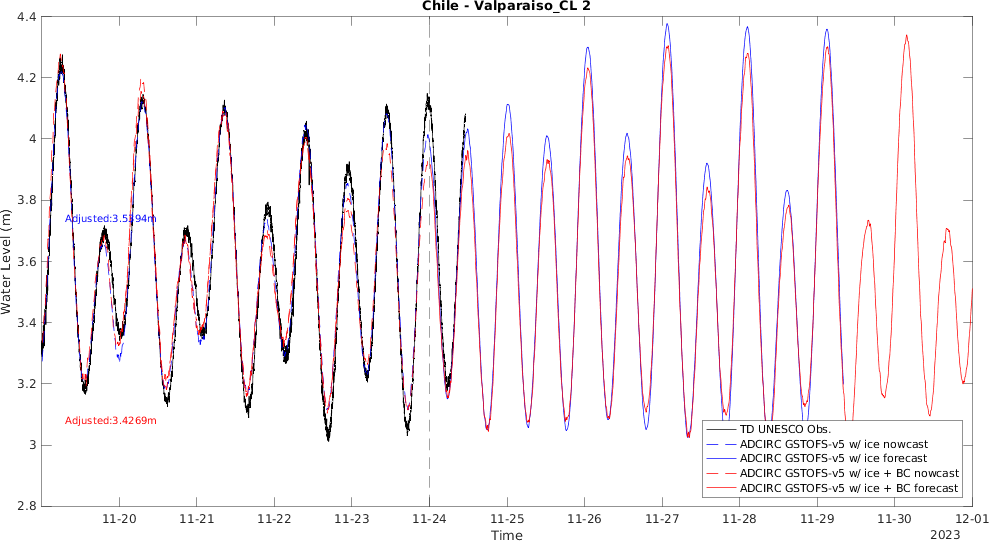 Chile - Valparaiso_CL 2
4.4
4.2
4
3.8
3.6
3.4
3.2
3
2.8
Water Level (m)
Adjusted:3.5394m
Adjusted:3.4269m
TD UNESCO Obs.
ADCIRC GSTOFS-v5 w/ ice nowcast
ADCIRC GSTOFS-v5 w/ ice forecast
ADCIRC GSTOFS-v5 w/ ice + BC nowcast
ADCIRC GSTOFS-v5 w/ ice + BC forecast
11-20 11-21 11-22 11-23 11-24 11-25 11-26 11-27 11-28 11-29 11-30 12-01
Time
2023